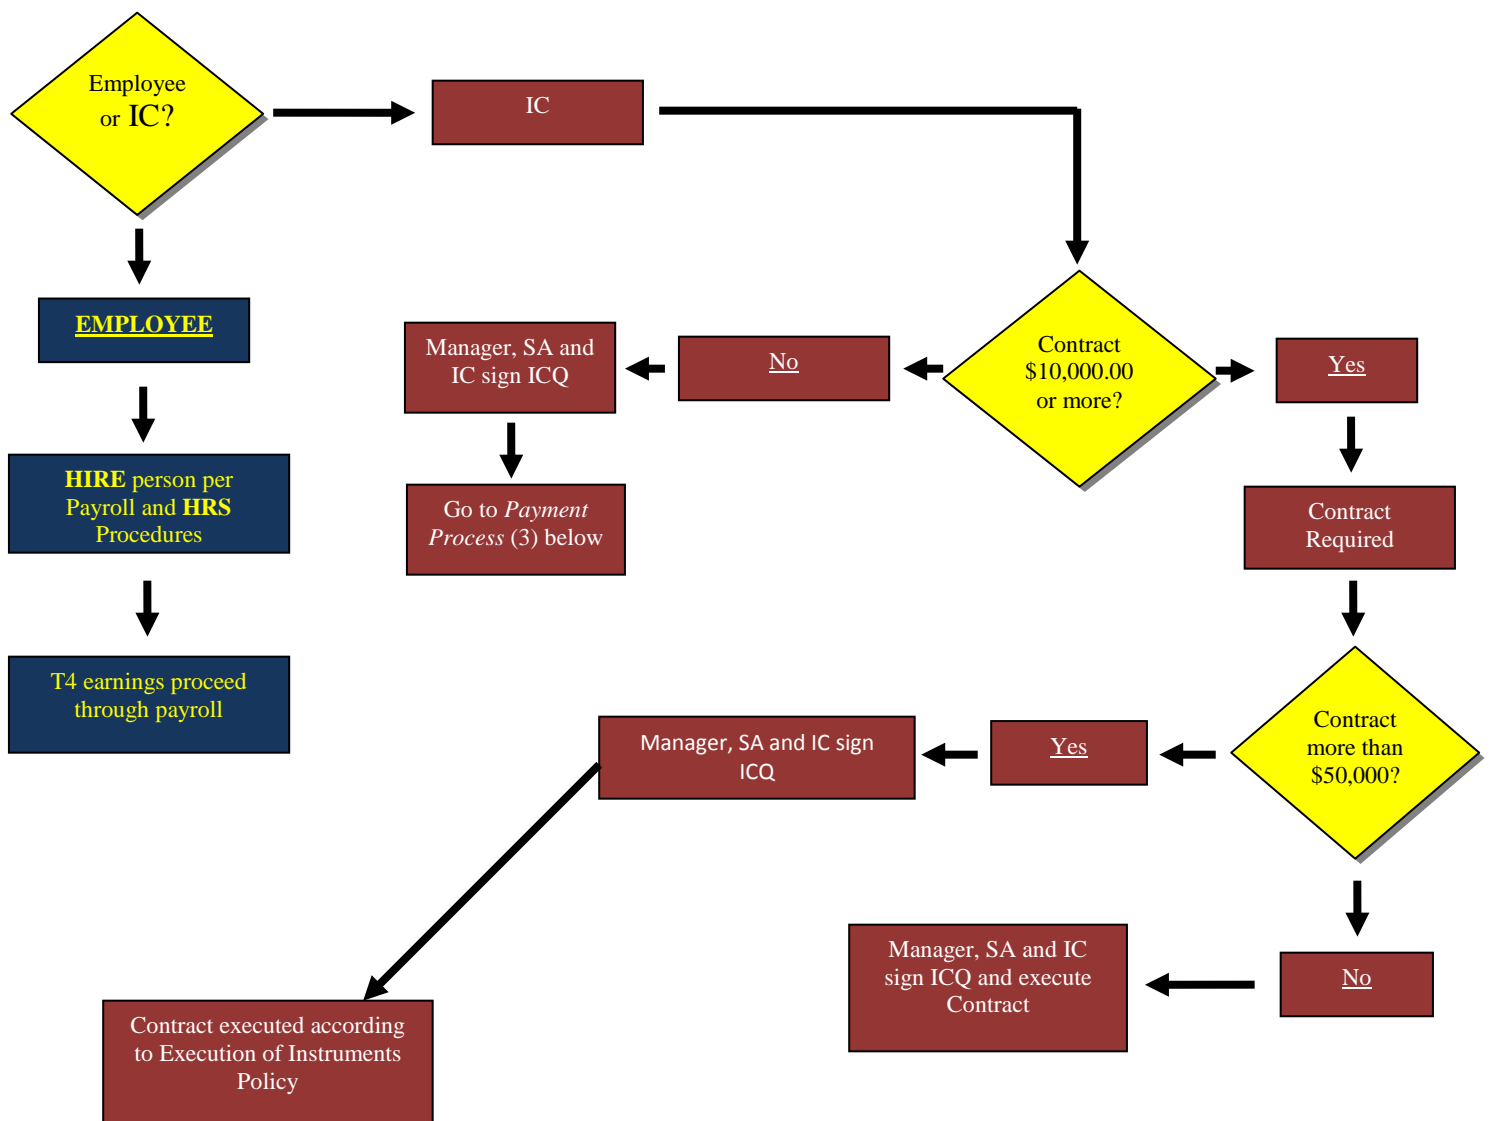 Employee
or IC?
IC
EMPLOYEE
HIRE person per
Payroll and HRS
Procedures
T4 earnings proceed
through payroll
Contract
$10,000.00
or more?
No
Manager, SA and
IC sign ICQ
Go to Payment
Process (3) below
Yes
Contract
Required
Contract
more than
$50,000?
Yes
Manager, SA and IC sign
ICQ
Contract executed according
to Execution of Instruments
Policy
No
Manager, SA and IC
sign ICQ and execute
Contract